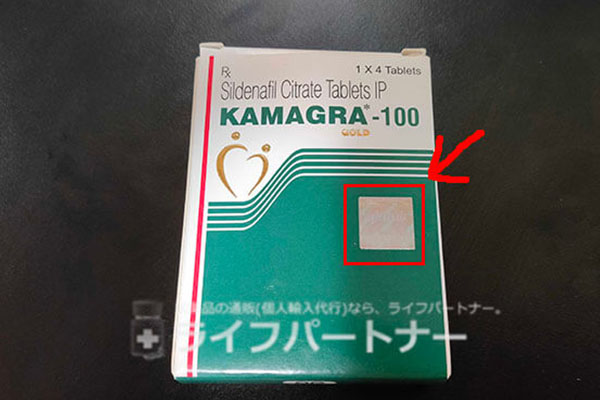 Rx
1 X 4 Tablets
Sildenafil Citrate Tablets IP
KAMAGRA*-100
GOLD
品の通販(個人輸入代行)なら、ライフパートナー。
ライフパートナー